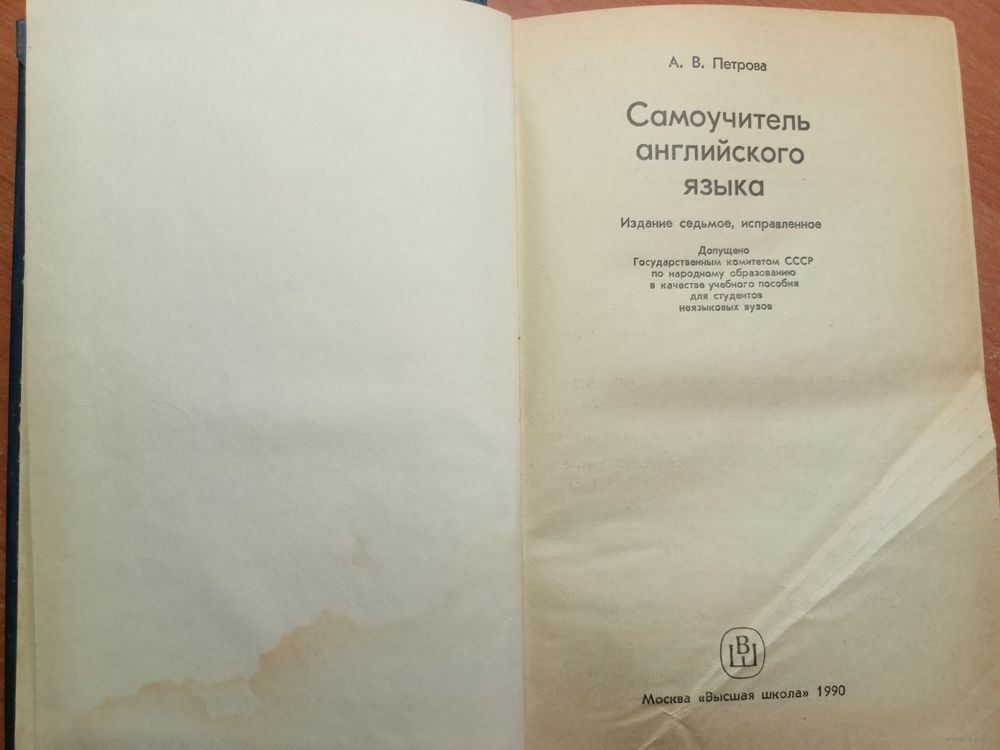 А. В. Петрова
Самоучитель
английского
языка
Издание седьмое, исправленное
Допущено
Государственным комитетом СССР
по народному образованию
в качестве учебного пособия
для студентов
неязыковых вузов
ВШ
Москва «Высшая школа» 1990